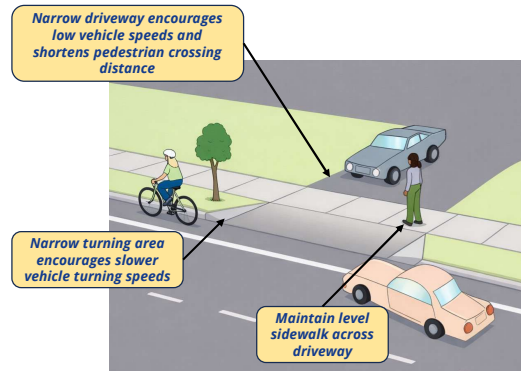 Narrow driveway encourages
low vehicle speeds and
shortens pedestrian crossing
distance
Narrow turning area
encourages slower
vehicle turning speeds
Maintain level
sidewalk across
driveway